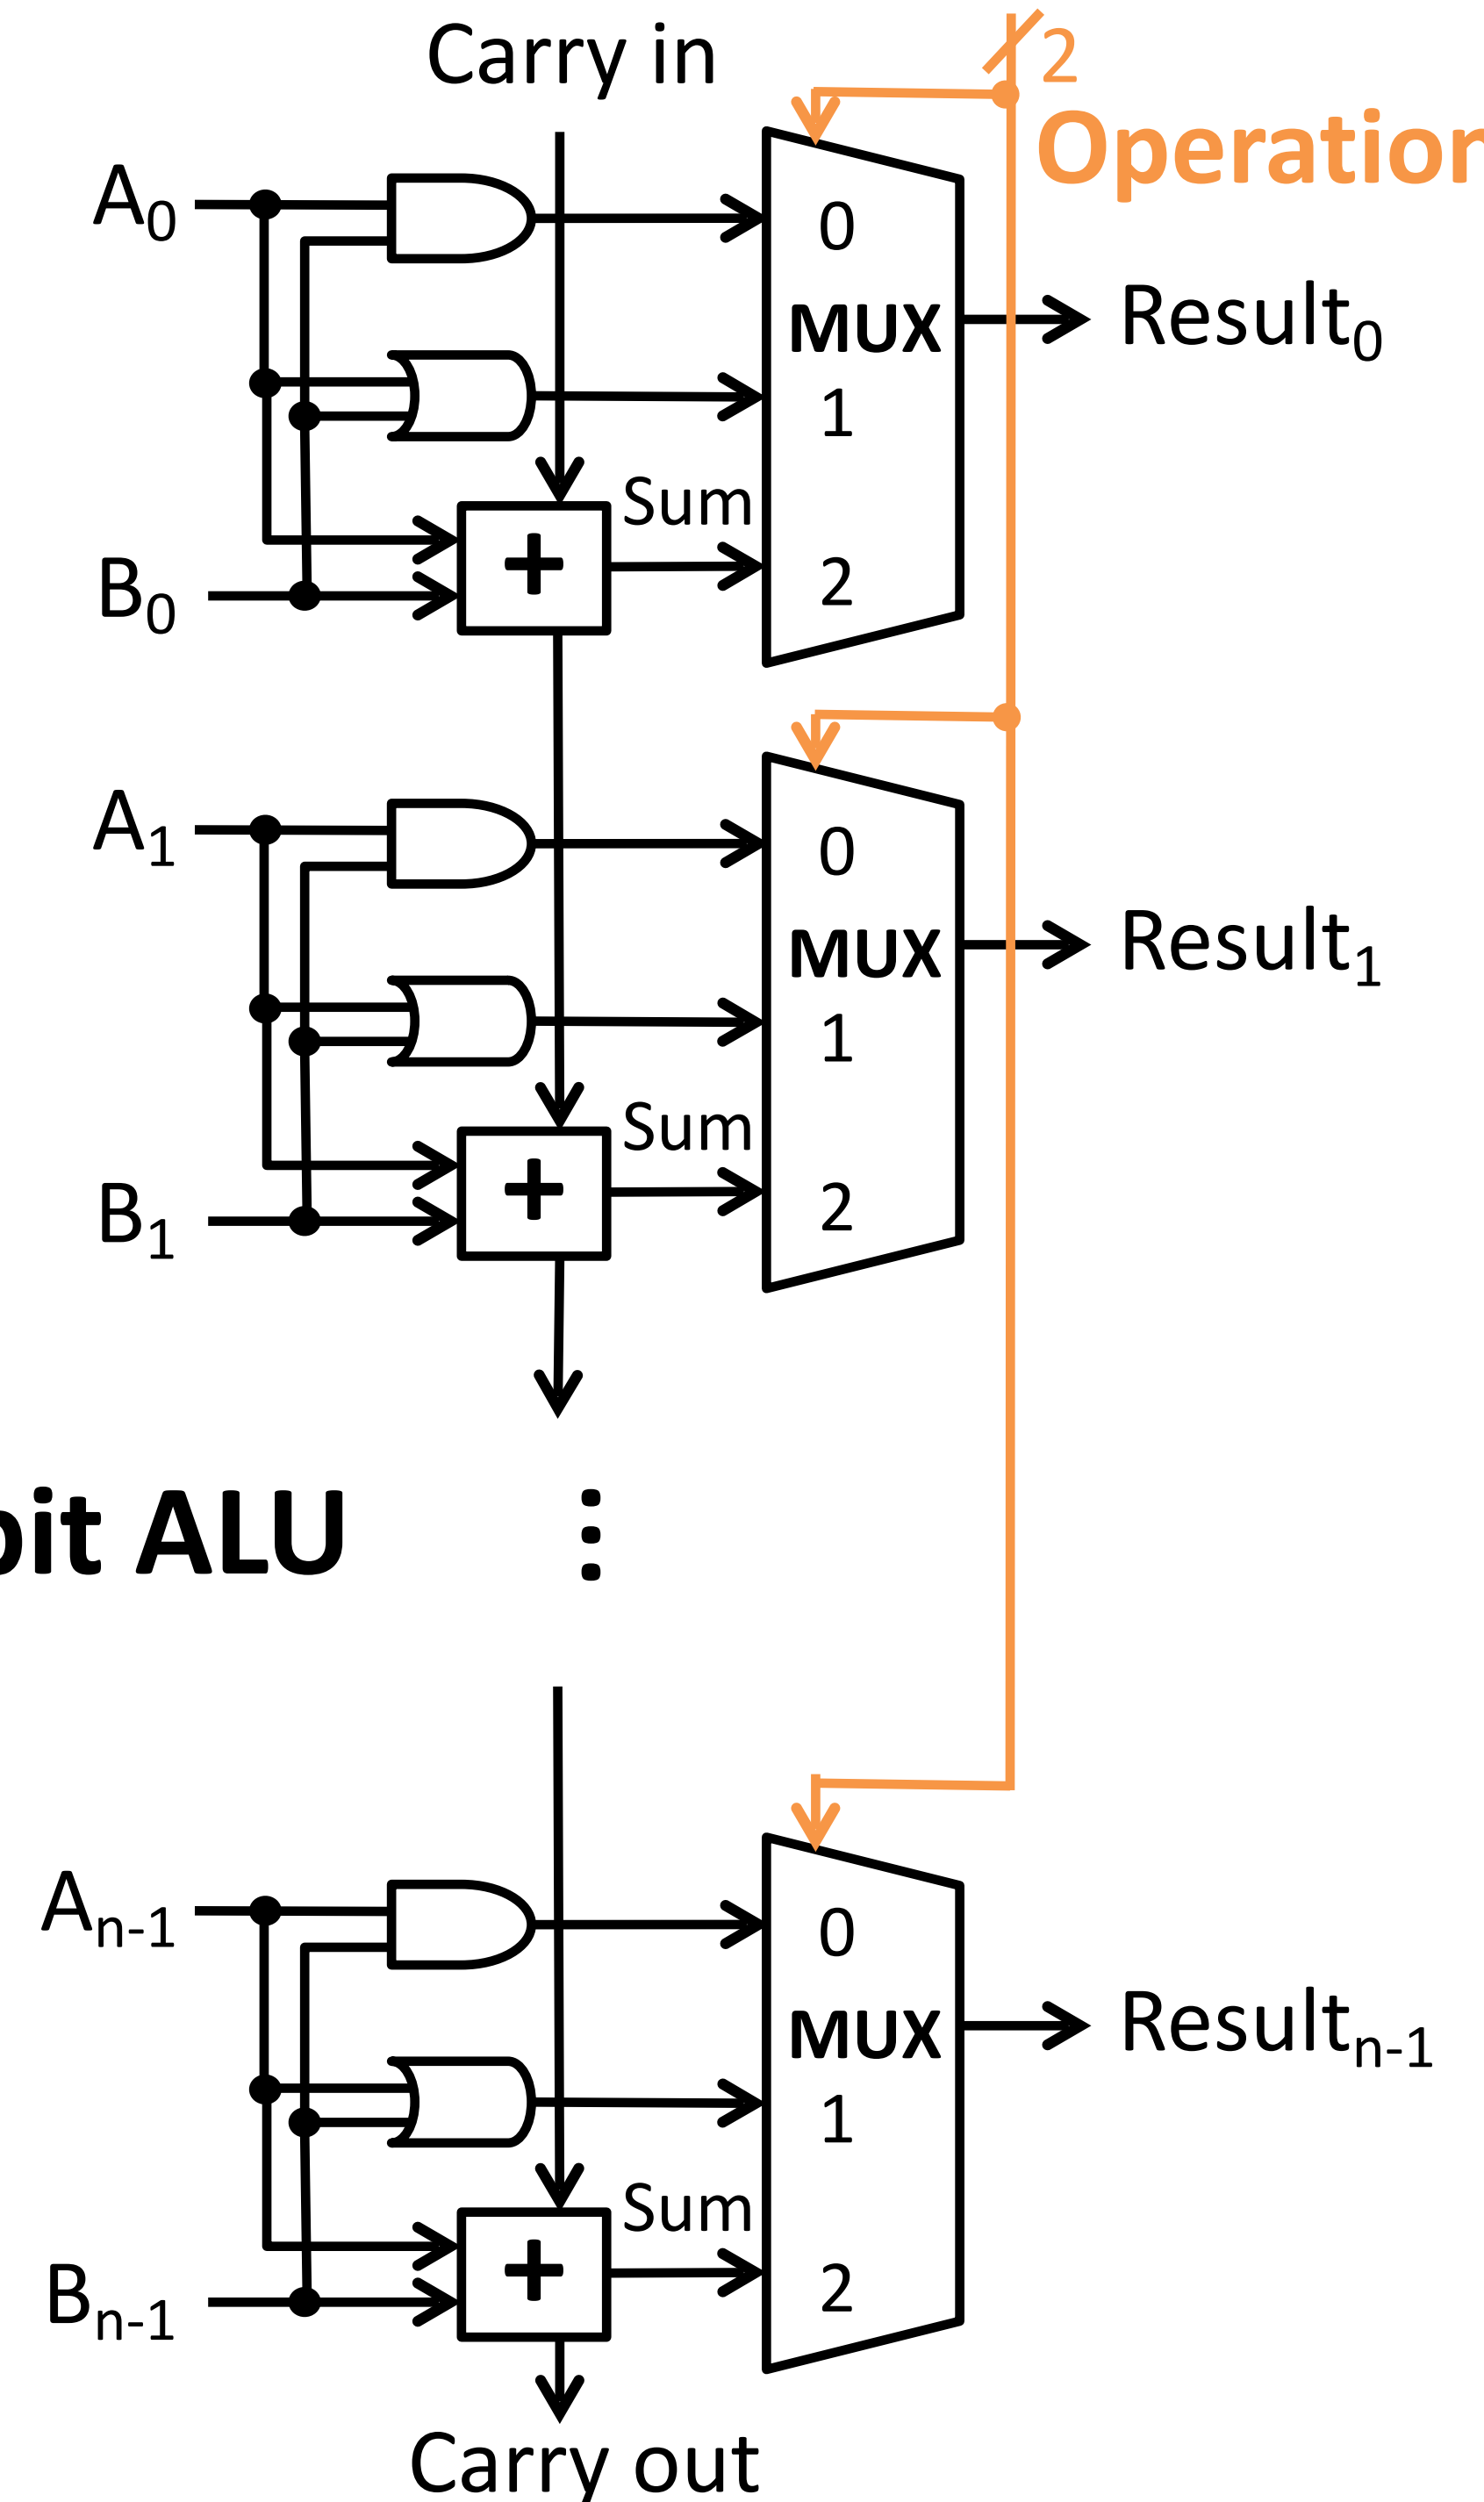 Carry in
2
Operation
A0
0
MUX
Result0
1
Sum
B0
+
2
A1
0
MUX
Result1
1
Sum
B1
+
2
bit ALU
:
An-1
0
MUX
Resultn-1
1
Sum
Bn-1
+
2
Carry out